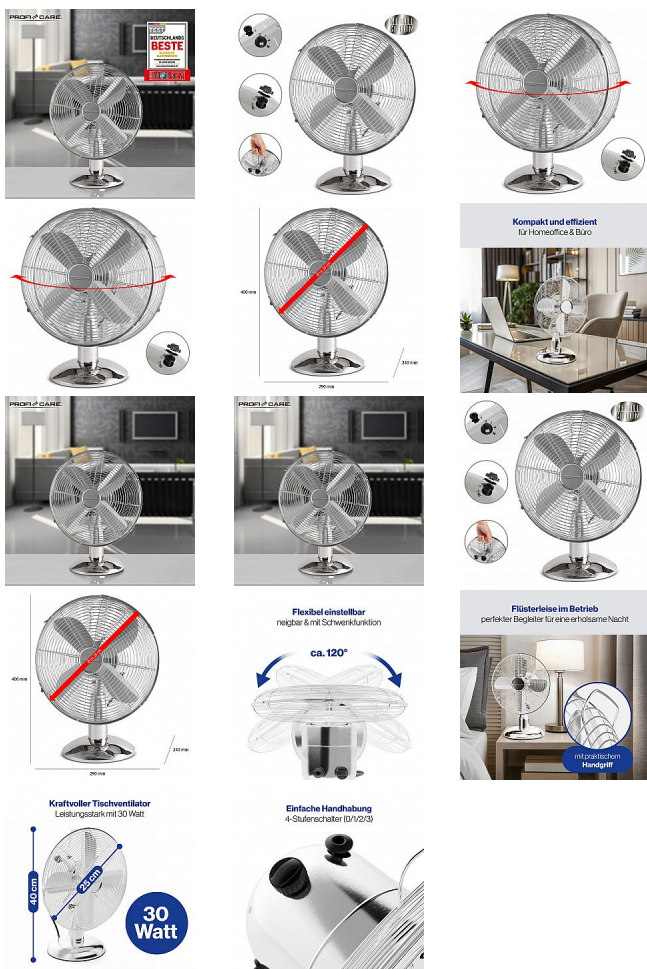 PROFI CARE
DEUTSCHLANDS
BESTE
400 mm
240 mm
290 mm
Kompakt und effizient
für Homeoffice & Büro
PROFI CARE
PROFI CARE
400 mm
240 mm
290 mm
Flexibel einstellbar
neigbar & mit Schwenkfunktion
ca. 120°
Flüsterleise im Betrieb
perfekter Begleiter für eine erholsame Nacht
mit praktischem
Handgriff
Kraftvoller Tischventilator
Leistungsstark mit 30 Watt
40 cm
25 cm
30
Watt
Einfache Handhabung
4-Stufenschalter (0/1/2/3)